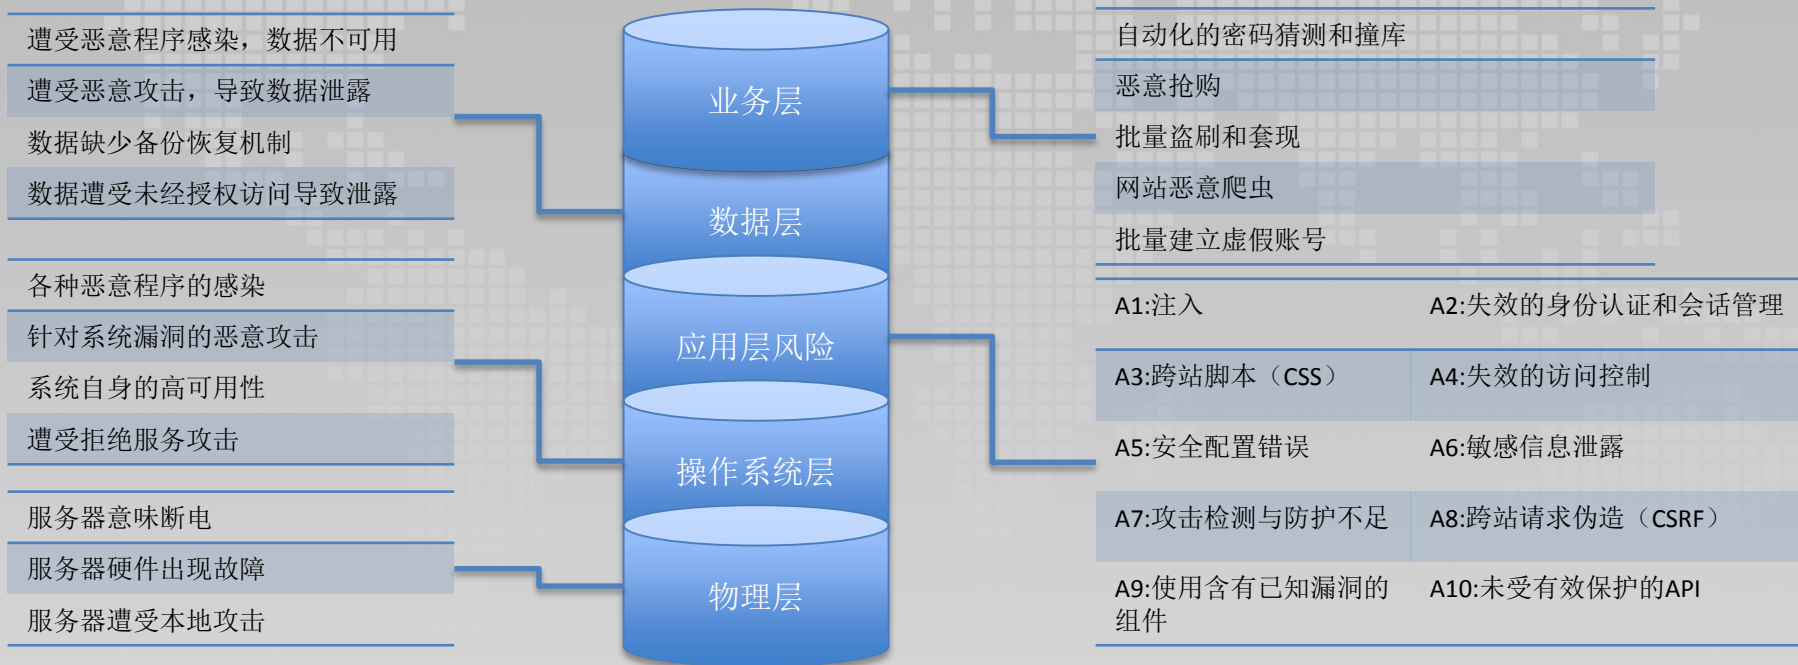 遭受恶意程序感染，数据不可用
遭受恶意攻击，导致数据泄露
数据缺少备份恢复机制
数据遭受未经授权访问导致泄露
各种恶意程序的感染
针对系统漏洞的恶意攻击
系统自身的高可用性
遭受拒绝服务攻击
服务器意味断电
服务器硬件出现故障
服务器遭受本地攻击
业务层
数据层
应用层风险
操作系统层
物理层
自动化的密码猜测和撞库
恶意抢购
批量盗刷和套现
网站恶意爬虫
批量建立虚假账号
A1:注入
A2:失效的身份认证和会话管理
A3:跨站脚本（CSS）
A4:失效的访问控制
A5:安全配置错误
A6:敏感信息泄露
A7:攻击检测与防护不足
A8:跨站请求伪造（CSRF）
A9:使用含有已知漏洞的
组件
A10:未受有效保护的API